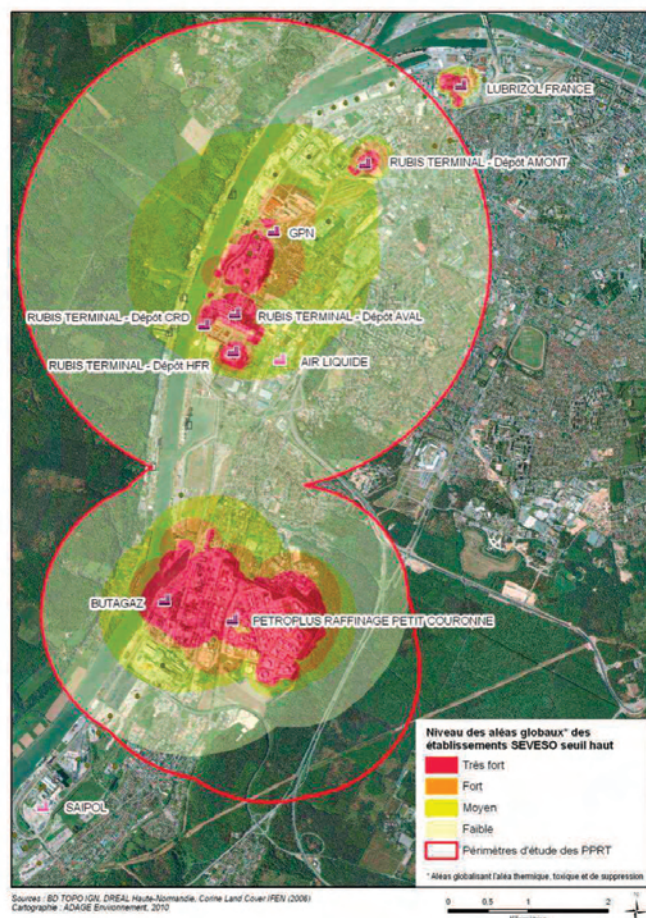 LUBRIZOL FRANCE
RUBIS TERMINAL - Dépôt AMONT
GPN
RUBIS TERMINAL - Dépôt CRD
RUBIS TERMINAL - Dépôt AVAL
RUBIS TERMINAL - Dépôt HFR
AIR LIQUIDE
BUTAGAZ
PETROPLUS RAFFINAGE PETIT COURONNE
SAIPOL
Niveau des aléas globaux* des
établissements SEVESO seuil haut
Très fort
Fort
Moyen
Faible
Périmètres d'étude des PPRT
* Aléas globalisant l'aléa thermique, toxique et de suppression
Sources : BD TOPO IGN, DREAL Haute-Normandie, Corine Land Cover IFEN (2006)
Cartographie : ADAGE Environnement, 2010
0 0.5 1 2